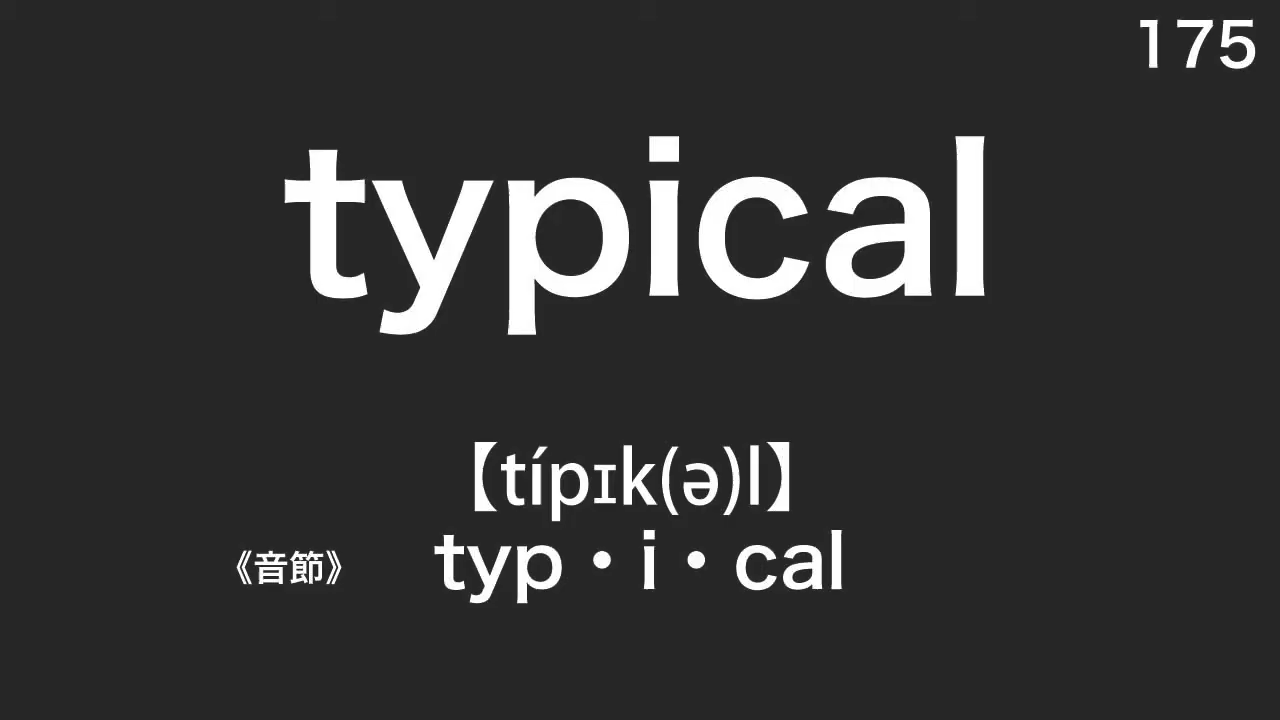 175
typical
【típɪk(ə)l】
《音節》 typ・i・cal